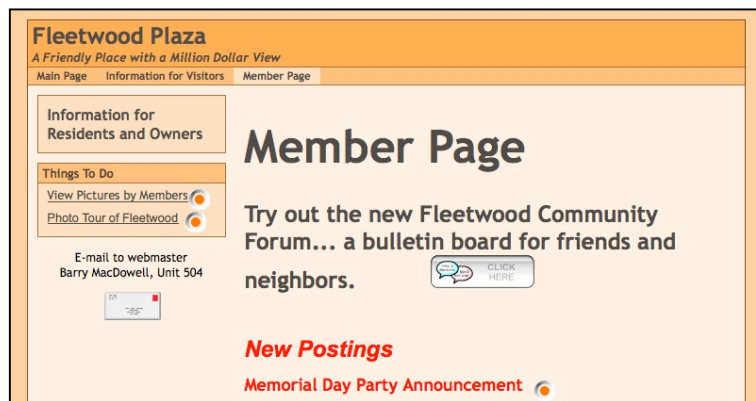 Fleetwood Plaza
A Friendly Place with a Million Dollar View
Main Page Information for Visitors Member Page
Information for
Residents and Owners
Things To Do
View Pictures by Members
Photo Tour of Fleetwood
E-mail to webmaster
Barry MacDowell, Unit 504
Member Page
Try out the new Fleetwood Community
Forum... a bulletin board for friends and
neighbors.
CLICK
HERE
New Postings
Memorial Day Party Announcement